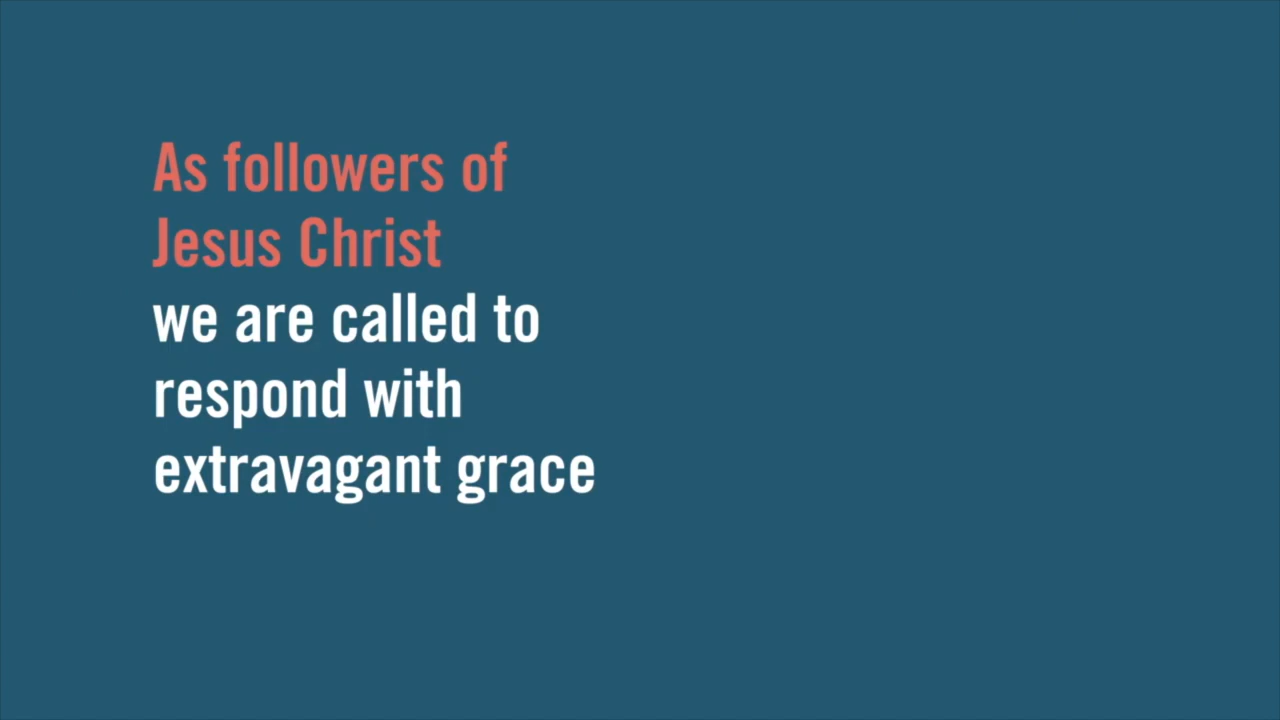 As followers of
Jesus Christ
we are called to
respond with
extravagant grace